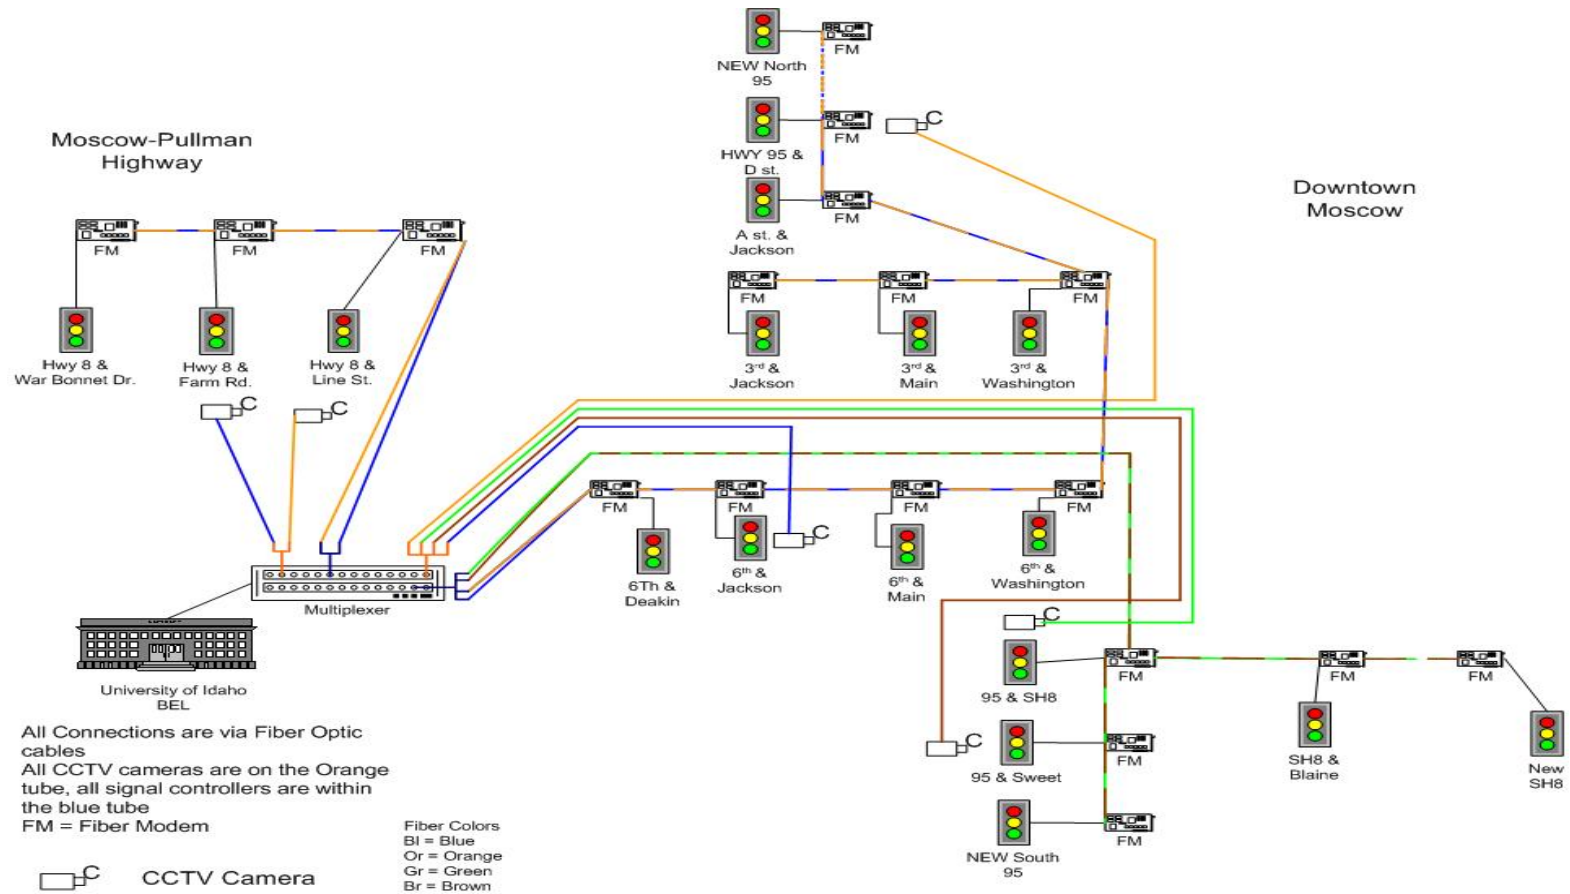 FM
NEW North
95
C
FM
HWY 95 &
D st.
FM
A st. &
Jackson
Moscow-Pullman
Highway
Downtown
Moscow
FM
FM
FM
Hwy 8 &
War Bonnet Dr.
Hwy 8 &
Farm Rd.
Hwy 8 &
Line St.
C
C
FM
FM
FM
3rd &
Jackson
3rd &
Main
3rd &
Washington
FM
FM
FM
FM
C
6Th &
Deakin
6th &
Jackson
6th &
Main
6th &
Washington
Multiplexer
University of Idaho
BEL
C
95 & SH8
FM
FM
FM
C
95 & Sweet
FM
SH8 &
Blaine
New
SH8
NEW South
95
FM
All Connections are via Fiber Optic
cables
All CCTV cameras are on the Orange
tube, all signal controllers are within
the blue tube
FM = Fiber Modem
C
CCTV Camera
Fiber Colors
Bl = Blue
Or = Orange
Gr = Green
Br = Brown